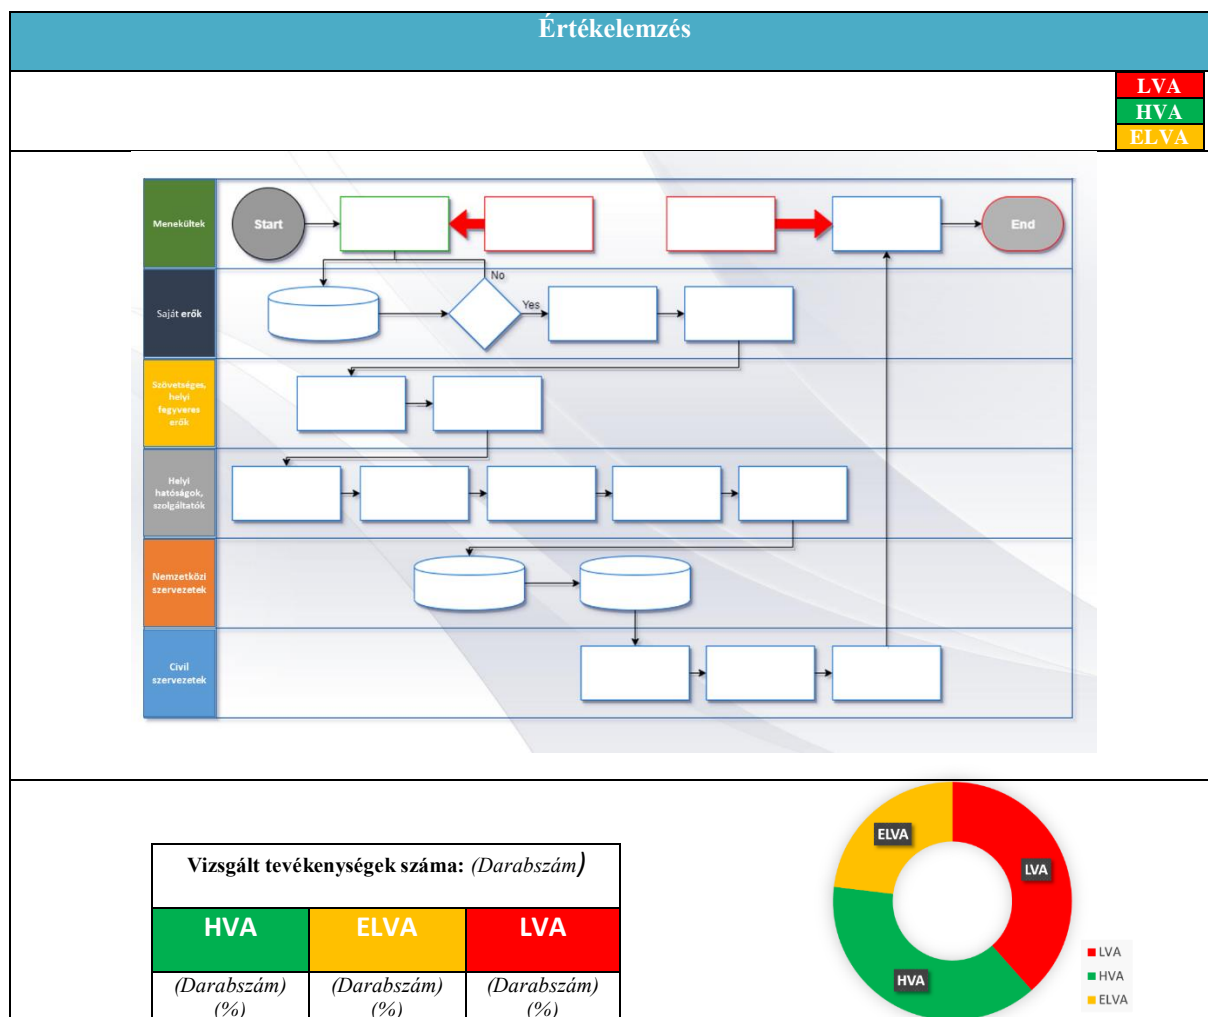 Értékelemzés
LVA
HVA
ELVA
Menekültek
Start
End
No
Saját erők
Yes
Szövetséges,
helyi
fegyveres
erők
Helyi
hatóságok,
szolgáltatók
Nemzetközi
szervezetek
Civil
szervezetek
Vizsgált tevékenységek száma: (Darabszám)
HVA ELVA LVA
(Darabszám) (Darabszám) (Darabszám)
(%) (%) (%)
ELVA
LVA
HVA
LVA
HVA
ELVA